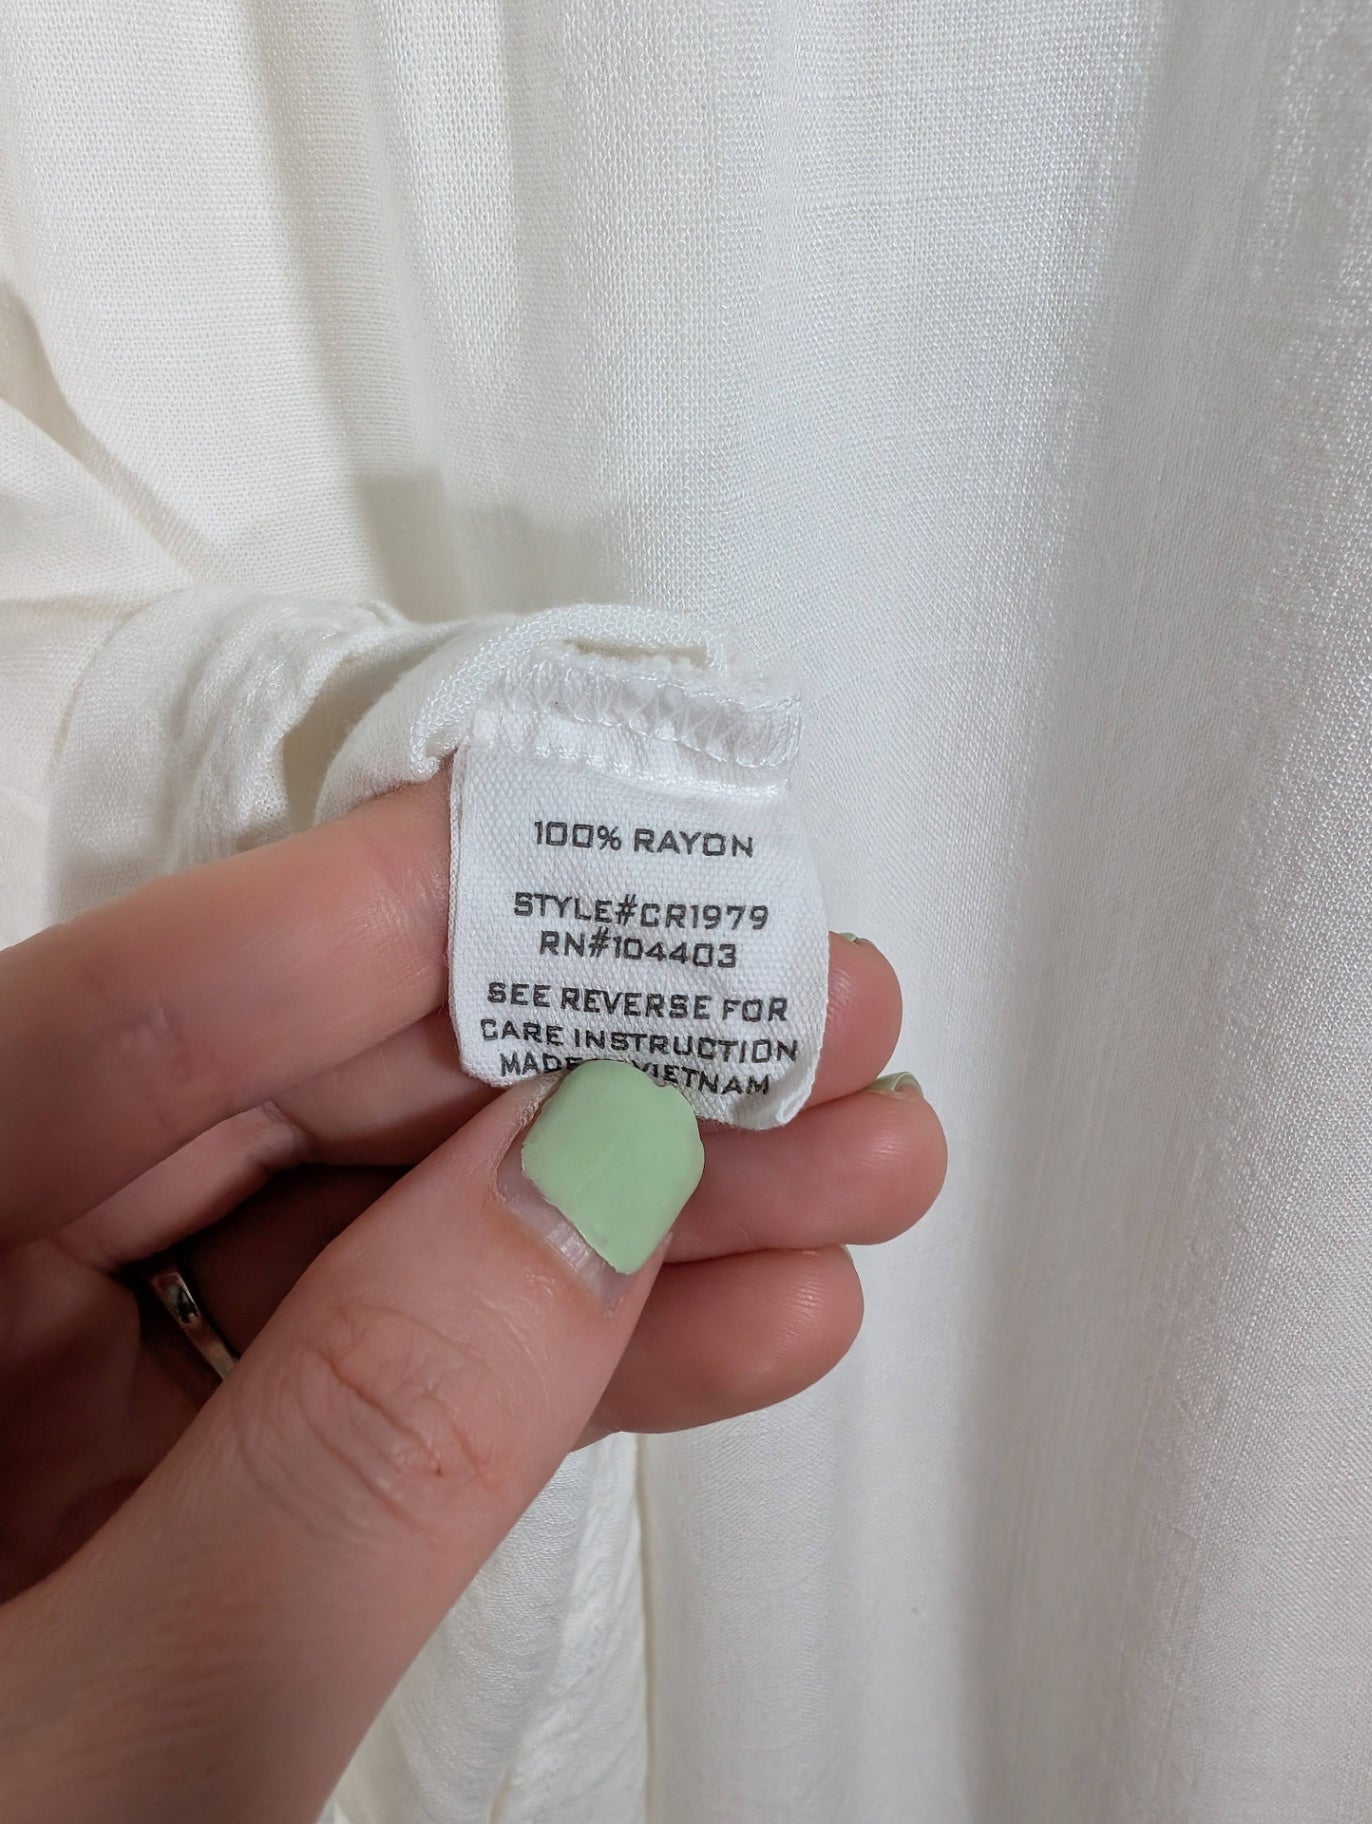 100% RAYON
STYLE#CR1979
RN#104403
SEE REVERSE FOR
CARE INSTRUCTION
MADE VIETNAM